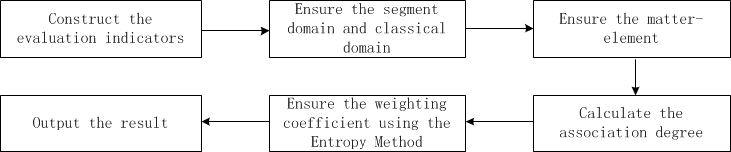 Construct the
evaluation indicators
Ensure the segment
domain and classical
domain
Ensure the matter-
element
Calculate the
association degree
Ensure the weighting
coefficient using the
Entropy Method
Output the result